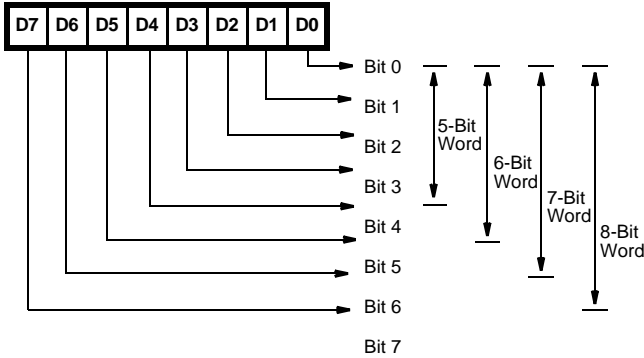 D7 D6 D5 D4 D3 D2 D1 D0
Bit 0
Bit 1
Bit 2
Bit 3
Bit 4
Bit 5
Bit 6
Bit 7
5-Bit
Word
6-Bit
Word
7-Bit
Word
8-Bit
Word